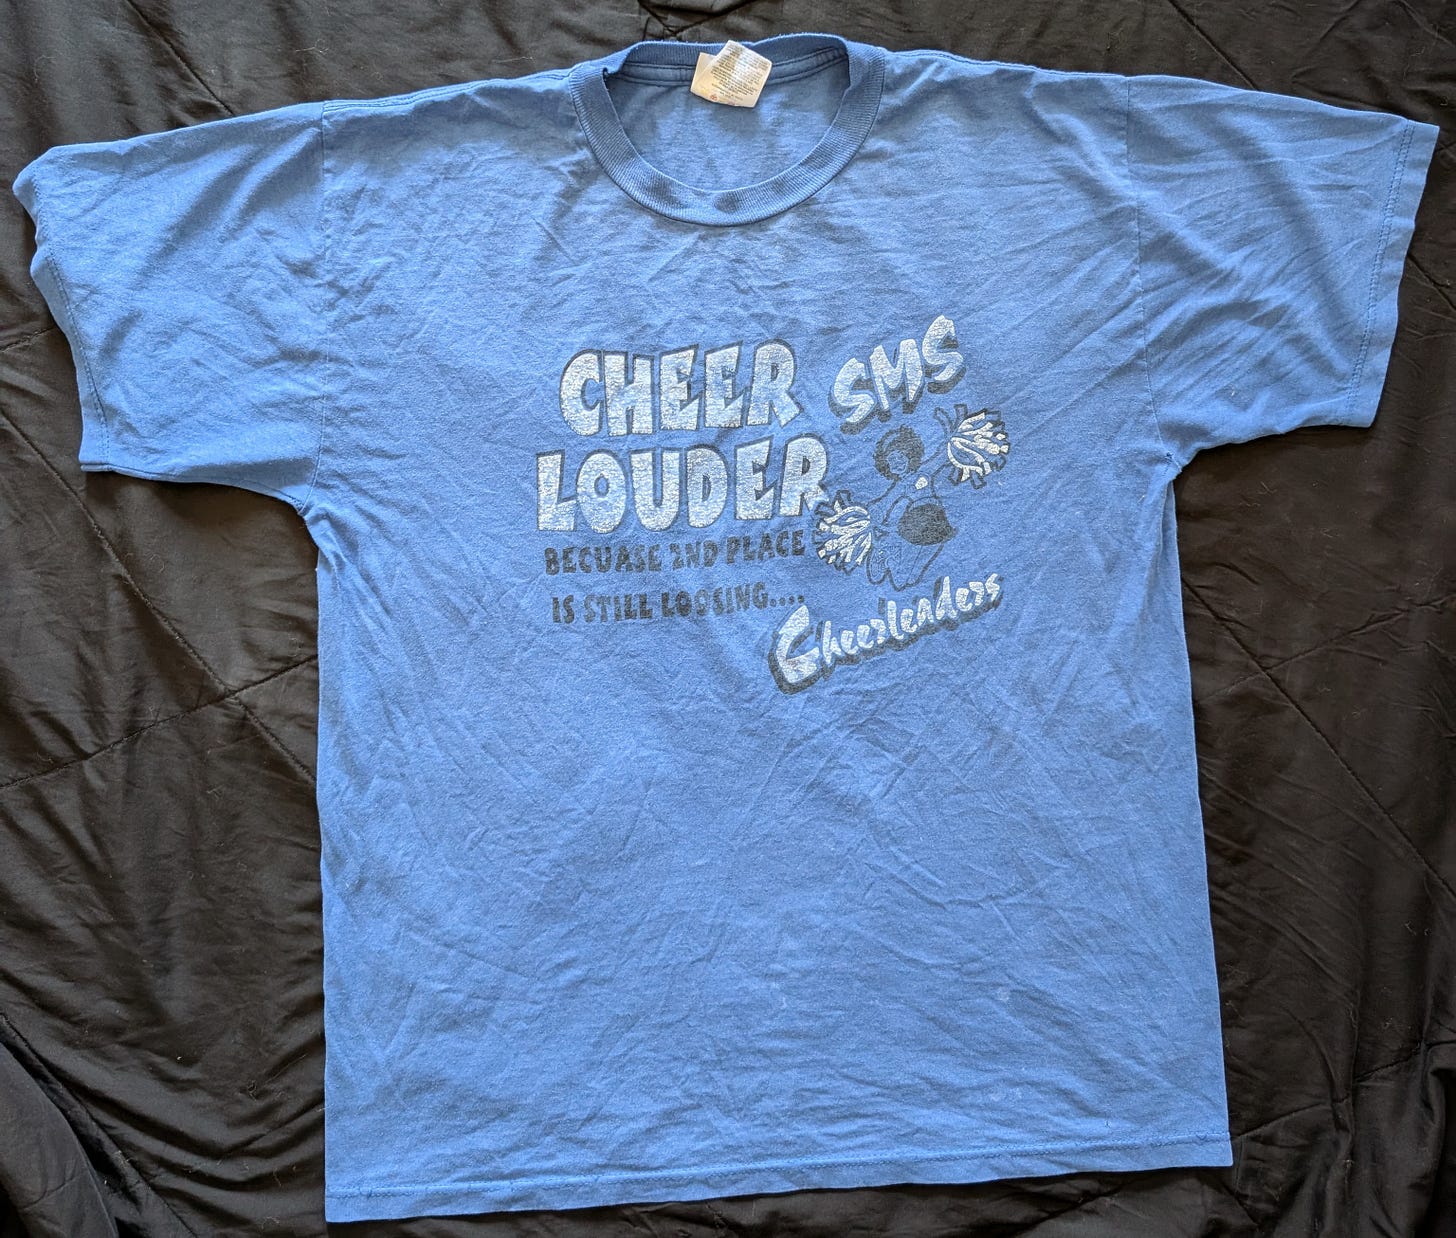 CHEER
LOUDER
BECUASE 2ND PLACE
IS STILL LOOSING....
SMS
Cheerleaders